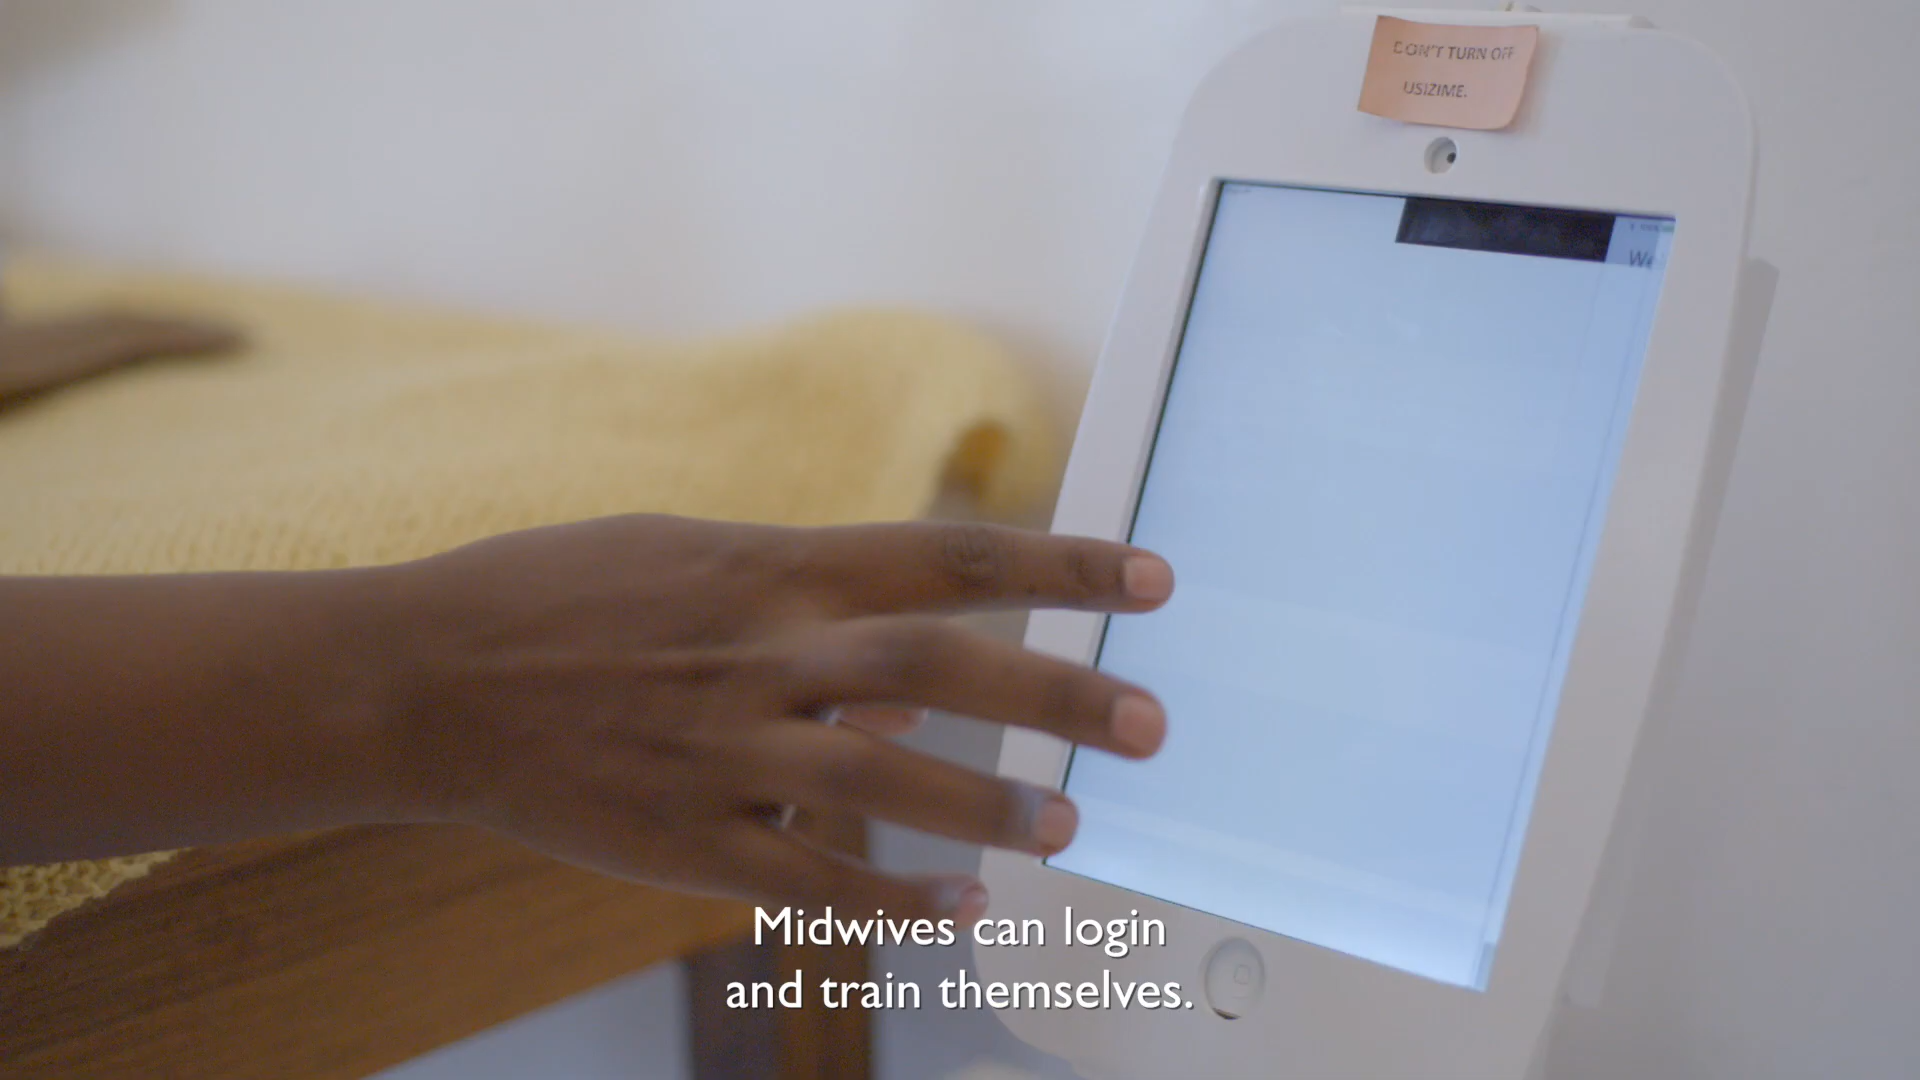 DON'T TURN OFF
USIZIME.
Midwives can login
and train themselves.